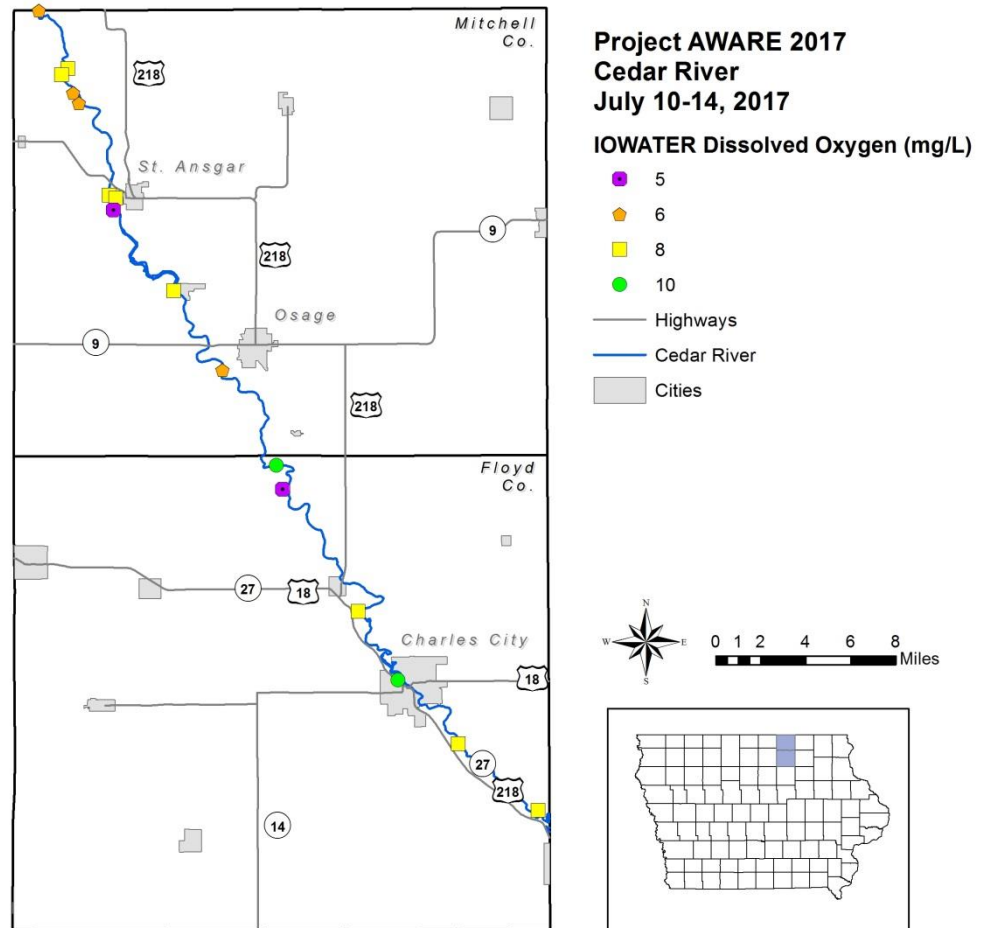 Project AWARE 2017
Cedar River
July 10-14, 2017
IOWATER Dissolved Oxygen (mg/L)
5
6
8
10
Highways
Cedar River
Cities
Mitchell
Co.
218
St. Ansgar
9
218
Osage
9
218
Floyd
Co.
27
18
Charles City
18
27
218
14
N
W
E
S
0 1 2 4 6 8
Miles